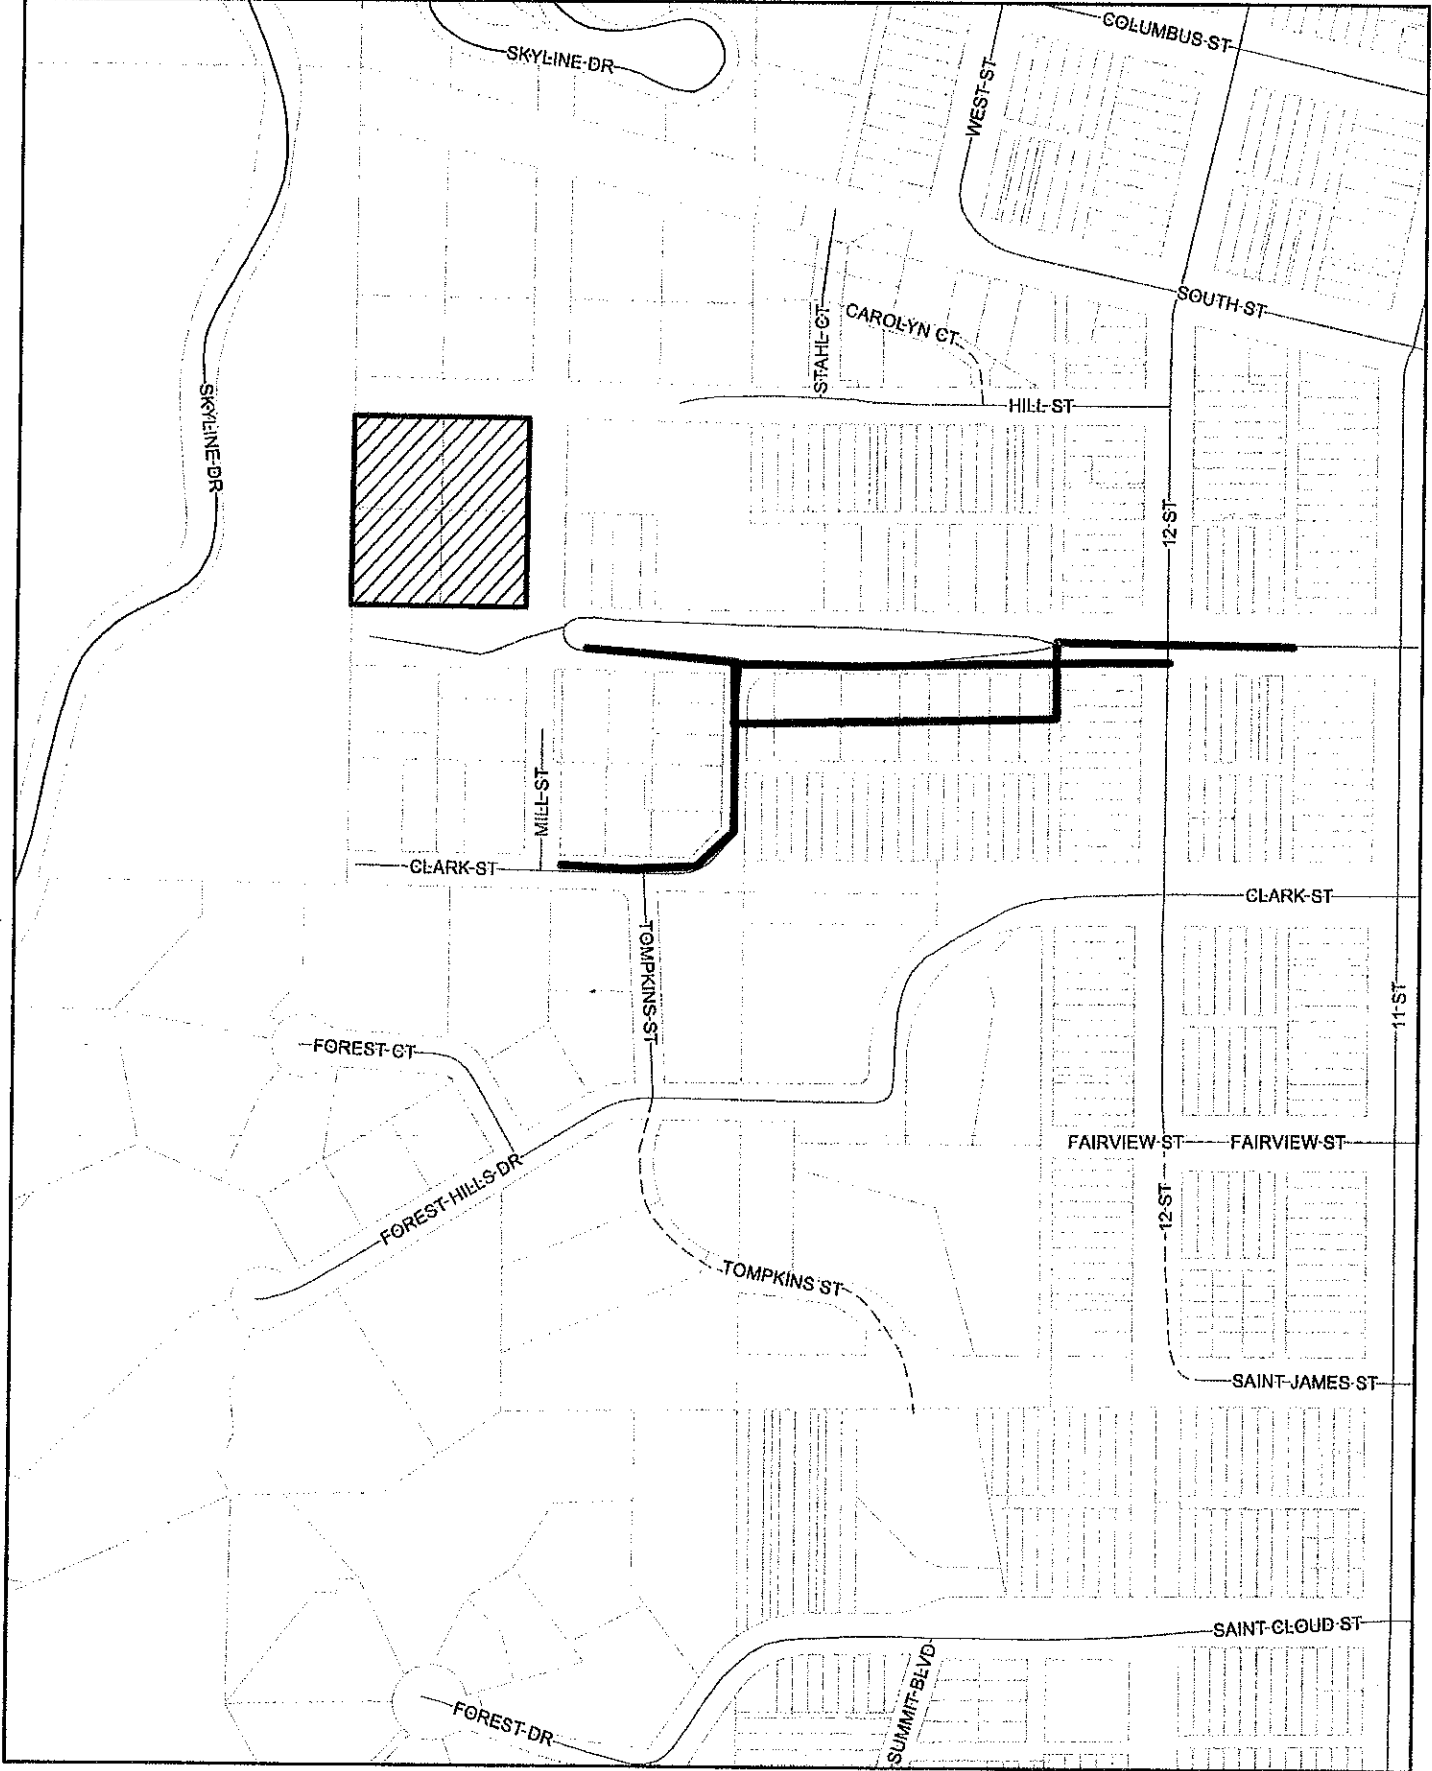 COLUMBUS ST
SKYLINE DR
WEST ST
SOUTH ST
CAROLYN CT
STAHL CT
HILL ST
SKYLINE DR
12 ST
MILL ST
CLARK ST
CLARK ST
TOMPKINS ST
11 ST
FOREST CT
FAIRVIEW ST
FAIRVIEW ST
FOREST HILLS DR
12 ST
TOMPKINS ST
SAINT JAMES ST
SAINT CLOUD ST
SUMMIT BLVD
FOREST DR